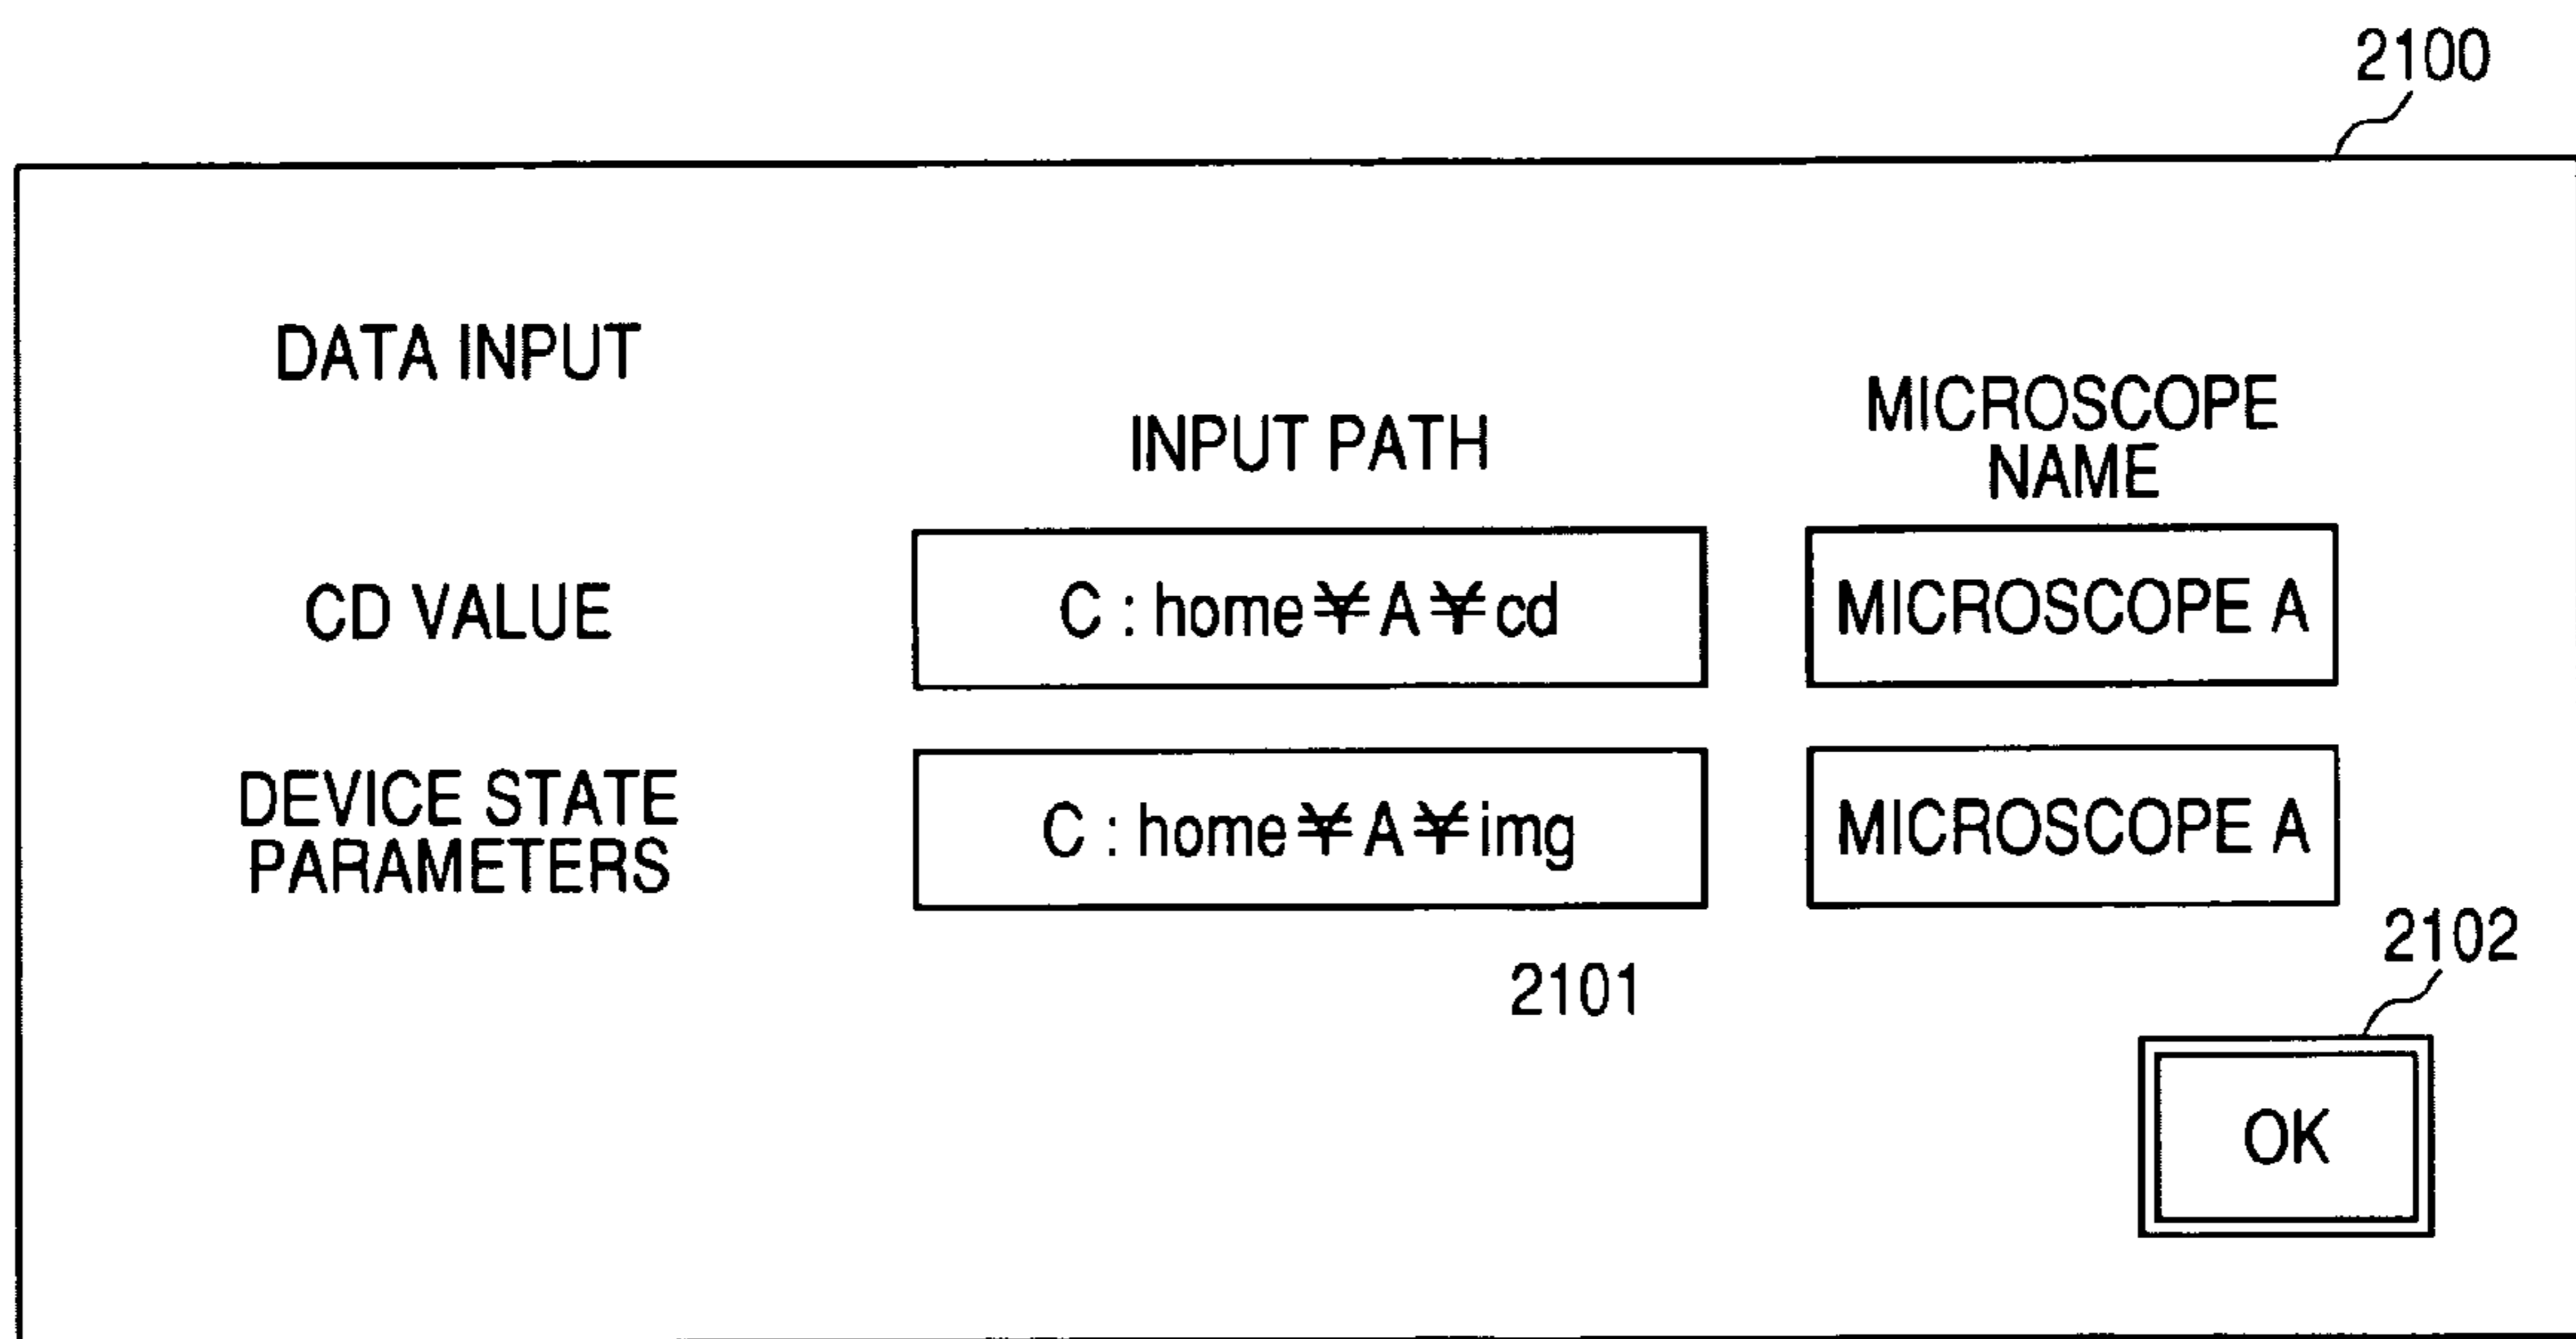 2100
DATA INPUT
INPUT PATH
MICROSCOPE
NAME
CD VALUE
C : home¥A¥cd
MICROSCOPE A
DEVICE STATE
PARAMETERS
C : home¥A¥img
MICROSCOPE A
2101
2102
OK